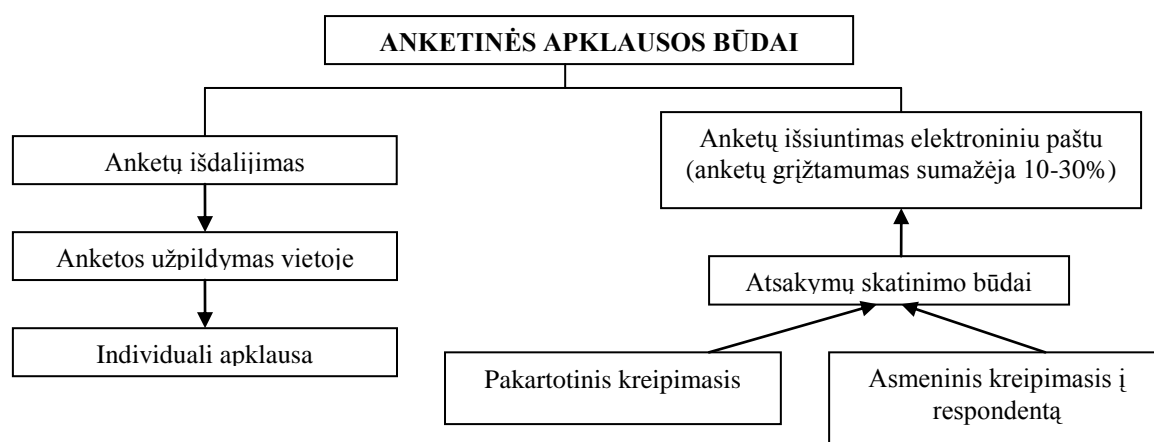 ANKETINĖS APKLAUSOS BŪDAI
Anketų išdalijimas
Anketos užpildymas vietoje
Individuali apklausa
Anketų išsiuntimas elektroniniu paštu
(anketų grįžtamumas sumažėja 10-30%)
Atsakymų skatinimo būdai
Pakartotinis kreipimasis
Asmeninis kreipimasis į
respondentą